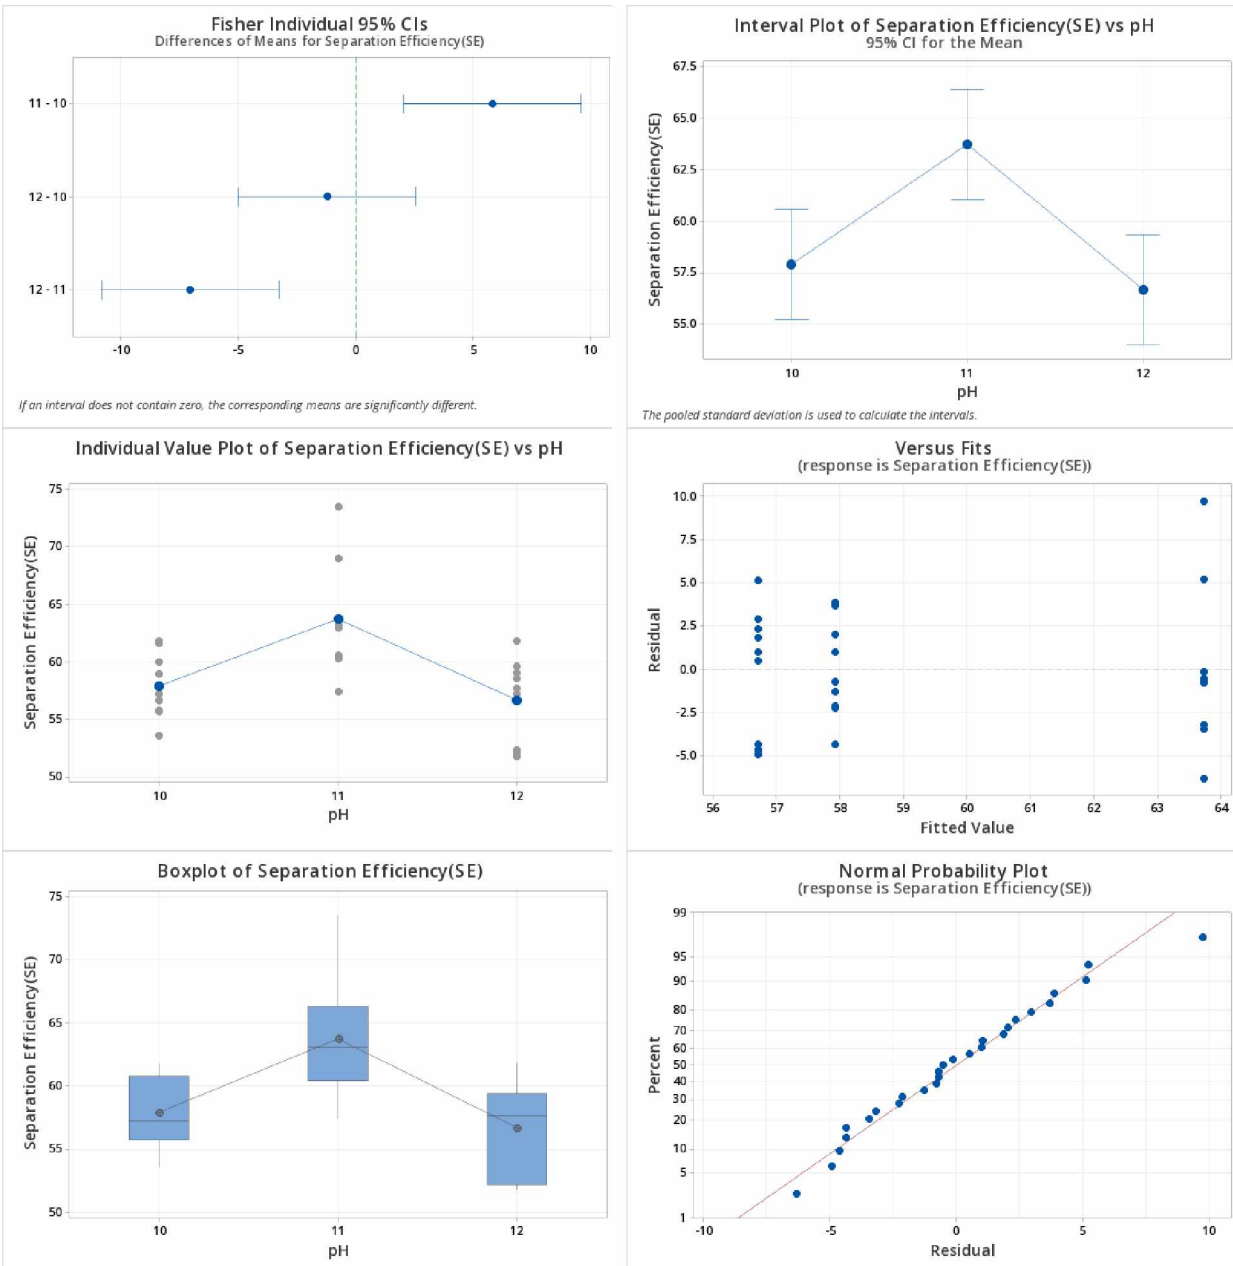 Fisher Individual 95% CIs
Differences of Means for Separation Efficiency(SE)
11 - 10
12 - 10
12 - 11
-10 -5 0 5 10
If an interval does not contain zero, the corresponding means are significantly different.
Interval Plot of Separation Efficiency(SE) vs pH
95% CI for the Mean
67.5
65.0
62.5
60.0
57.5
55.0
Separation Efficiency(SE)
10 11 12
pH
The pooled standard deviation is used to calculate the intervals.
Individual Value Plot of Separation Efficiency(SE) vs pH
75
70
65
60
55
50
Separation Efficiency(SE)
10 11 12
pH
Versus Fits
(response is Separation Efficiency(SE))
10.0
7.5
5.0
2.5
0.0
-2.5
-5.0
Residual
56 57 58 59 60 61 62 63 64
Fitted Value
Boxplot of Separation Efficiency(SE)
75
70
65
60
55
50
Separation Efficiency(SE)
10 11 12
pH
Normal Probability Plot
(response is Separation Efficiency(SE))
99
95
90
80
70
60
50
40
30
20
10
5
1
Percent
-10 -5 0 5 10
Residual